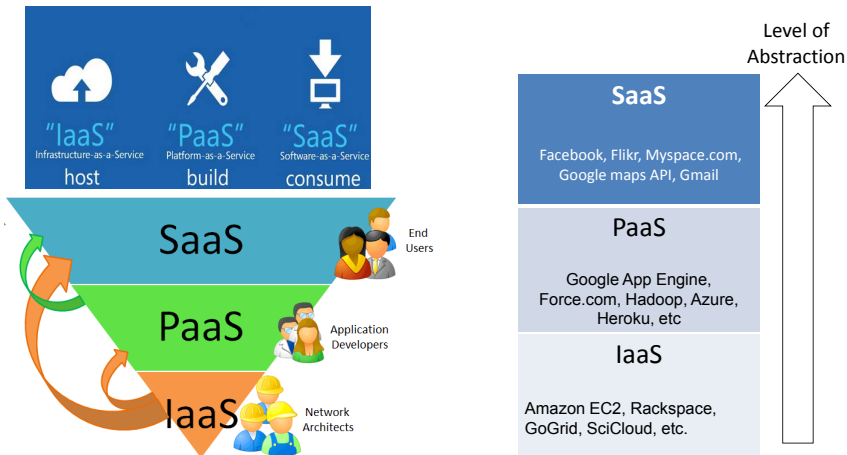 "IaaS"
Infrastructure-as-a-Service
host
"PaaS"
Platform-as-a-Service
build
"SaaS"
Software-as-a-Service
consume
SaaS
End
Users
PaaS
Application
Developers
IaaS
Network
Architects
Level of
Abstraction
SaaS
Facebook, Flikr, Myspace.com,
Google maps API, Gmail
PaaS
Google App Engine,
Force.com, Hadoop, Azure,
Heroku, etc
IaaS
Amazon EC2, Rackspace,
GoGrid, SciCloud, etc.